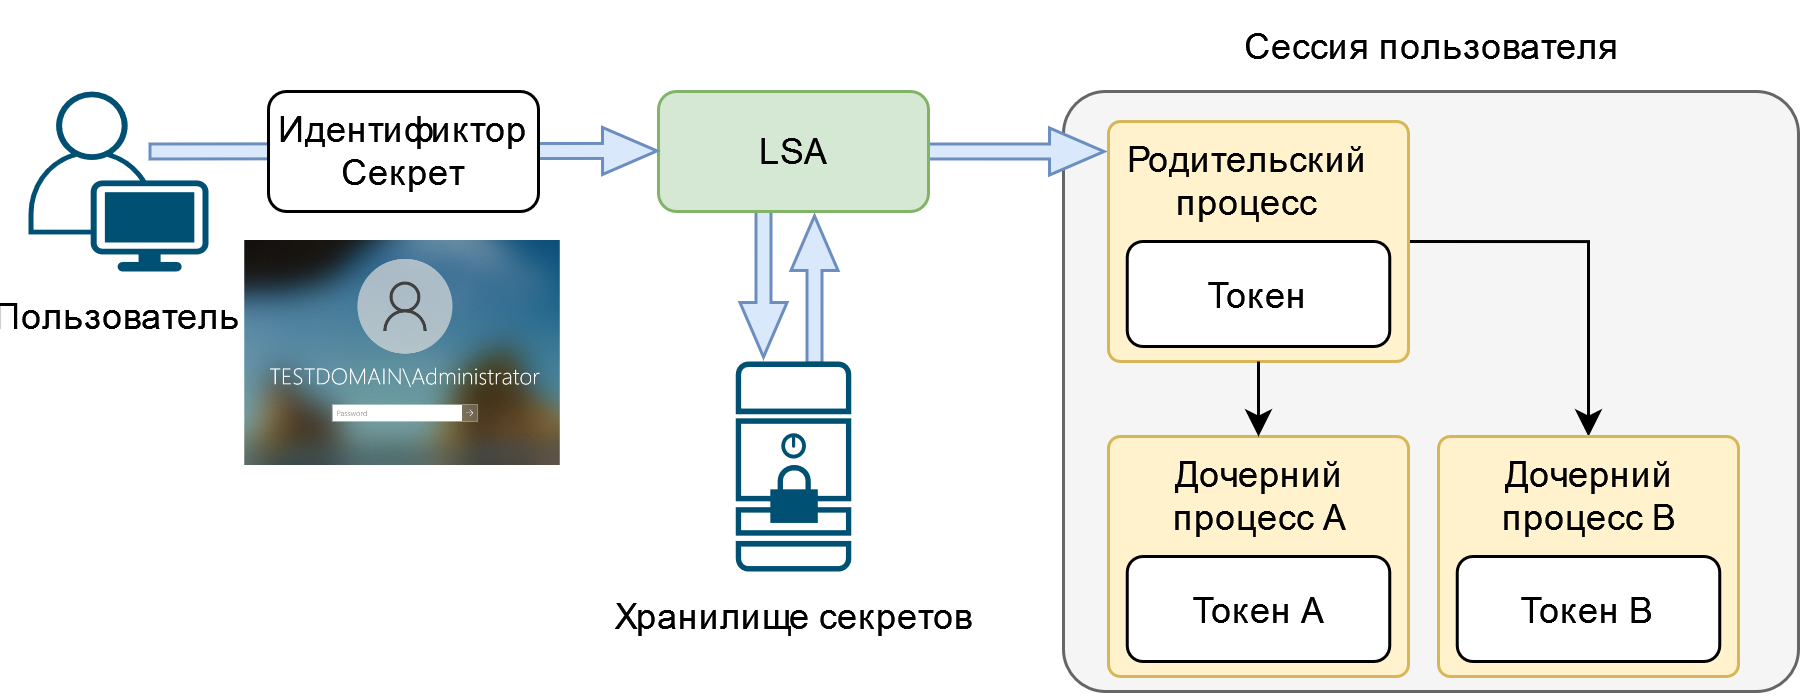 Сессия пользователя
Идентификтор
Секрет
LSA
Родительский
процесс
Токен
Пользователь
TESTDOMAIN\Administrator
Password
Дочерний
процесс A
Токен A
Дочерний
процесс B
Токен B
Хранилище секретов